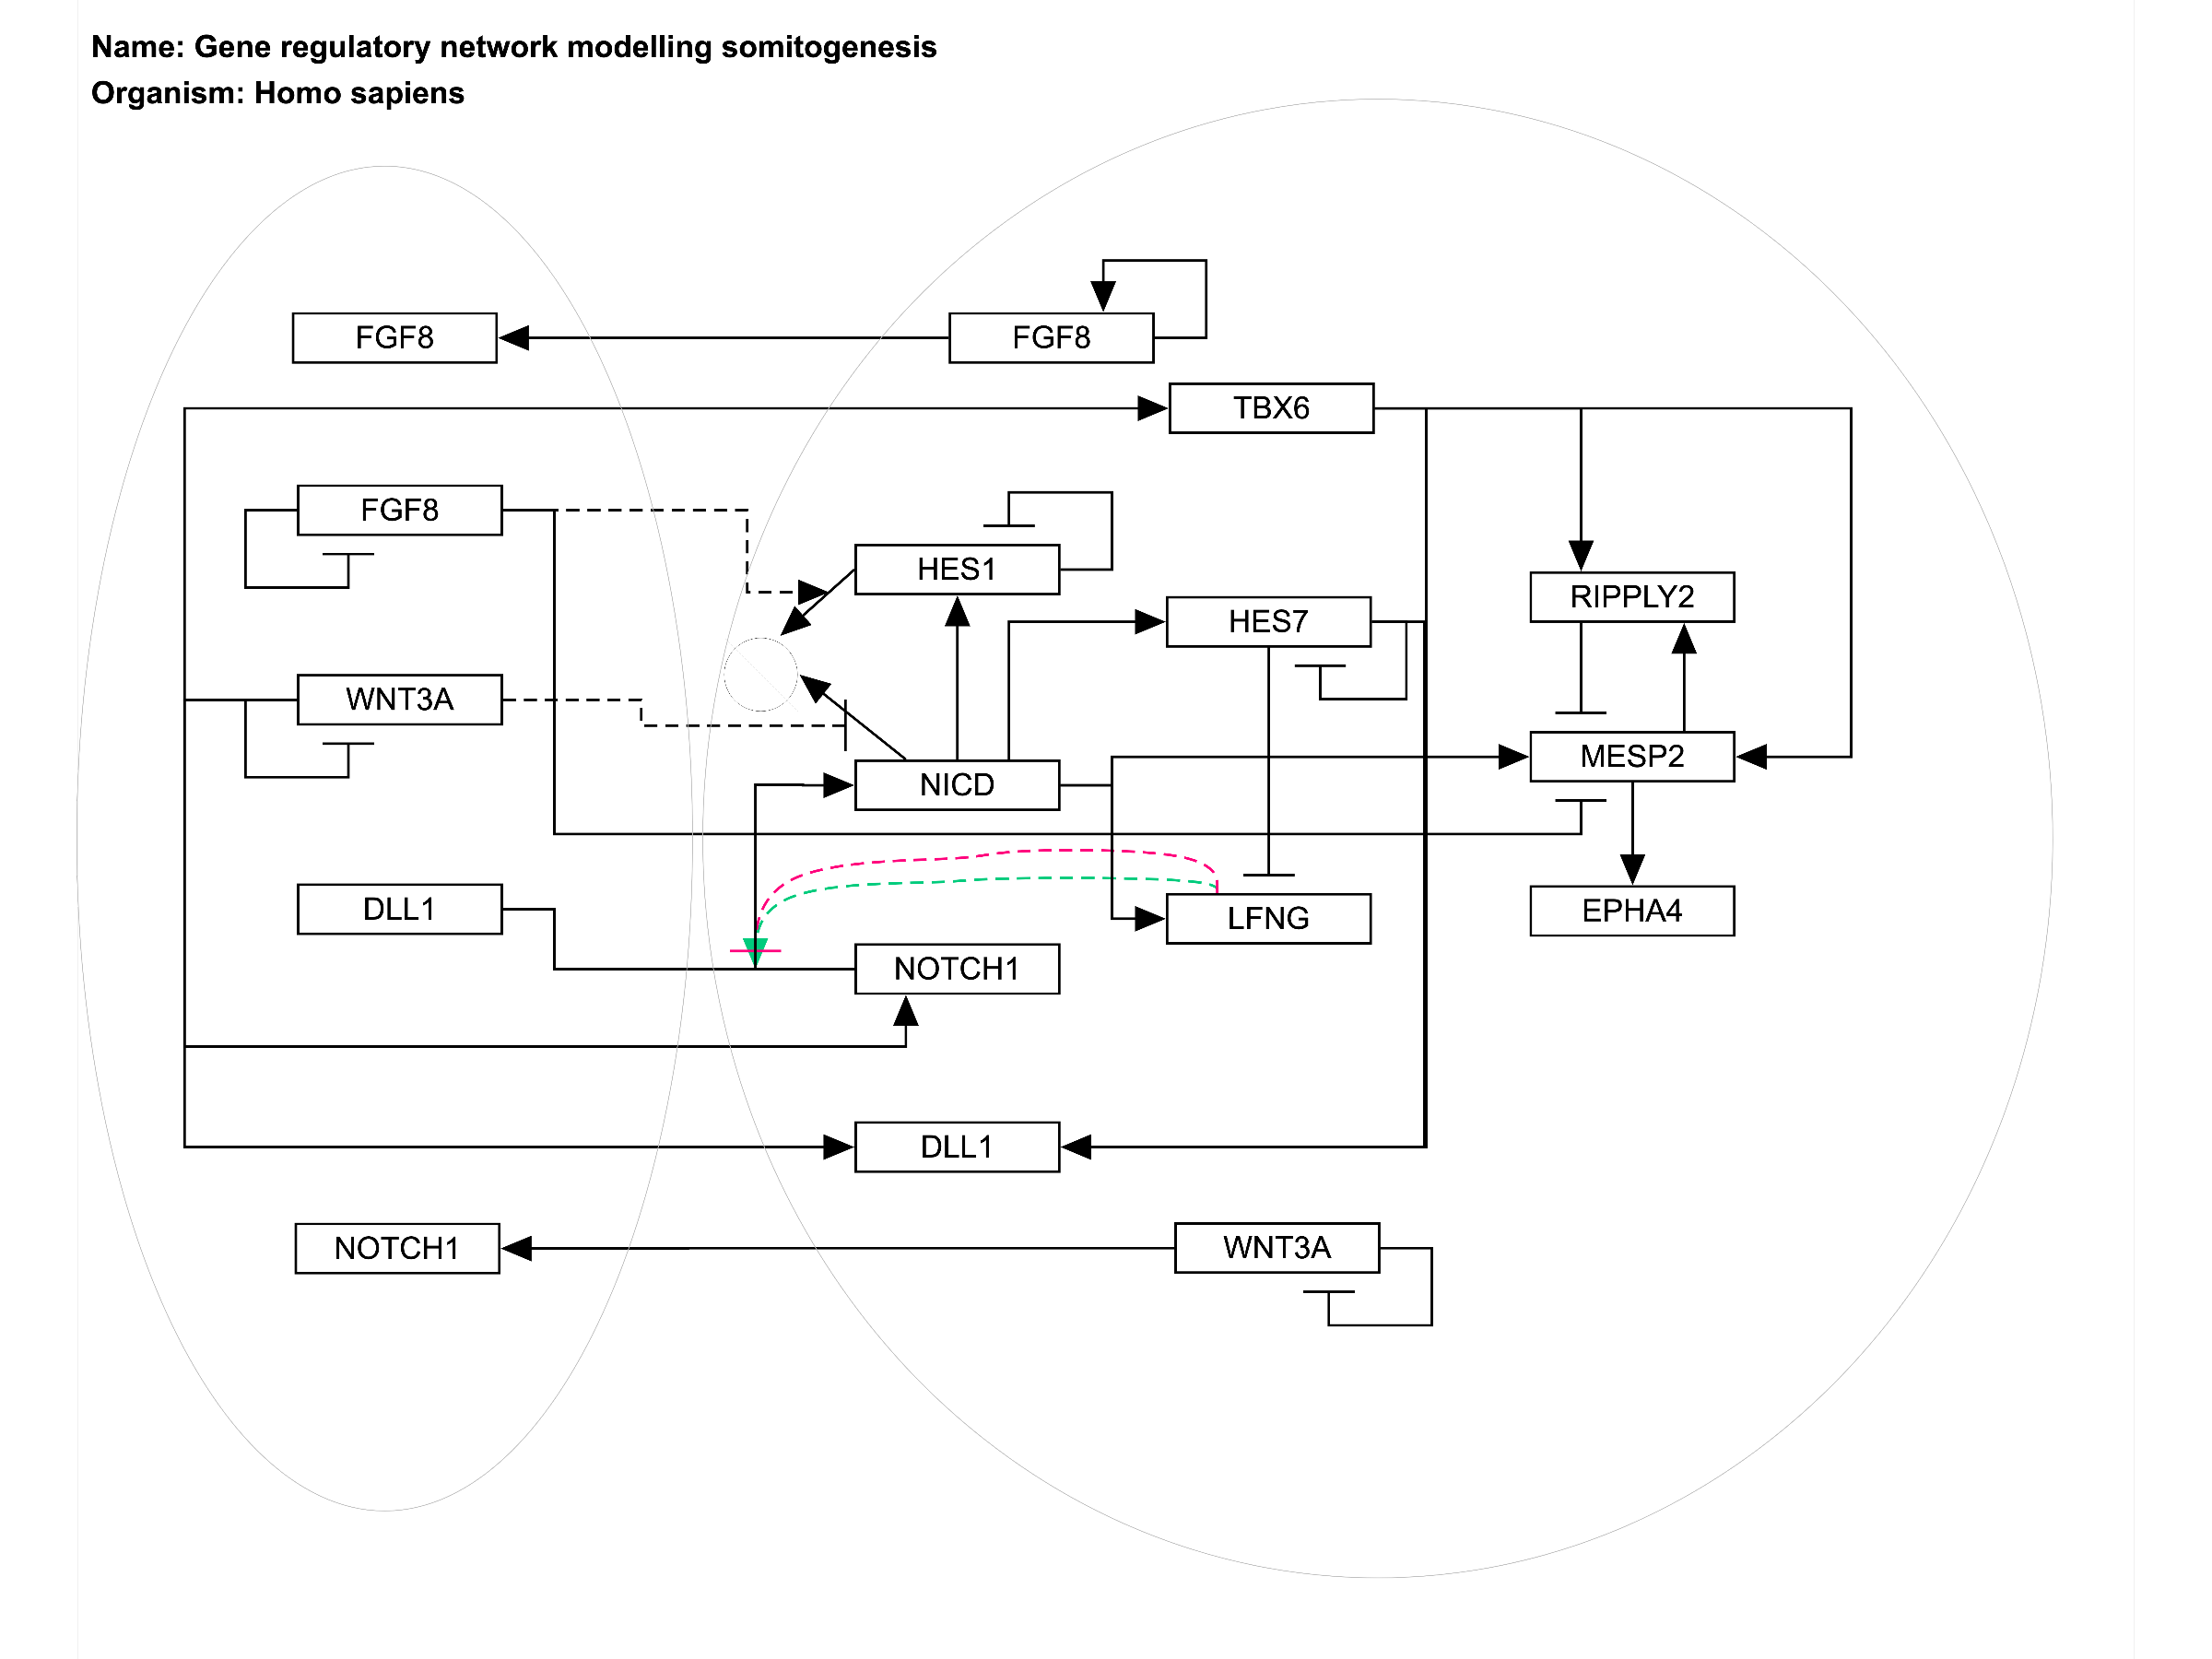 Name: Gene regulatory network modelling somitogenesis
Organism: Homo sapiens
FGF8
FGF8
TBX6
FGF8
HES1
RIPPLY2
HES7
WNT3A
MESP2
NICD
DLL1
EPHA4
LFNG
NOTCH1
DLL1
NOTCH1
WNT3A